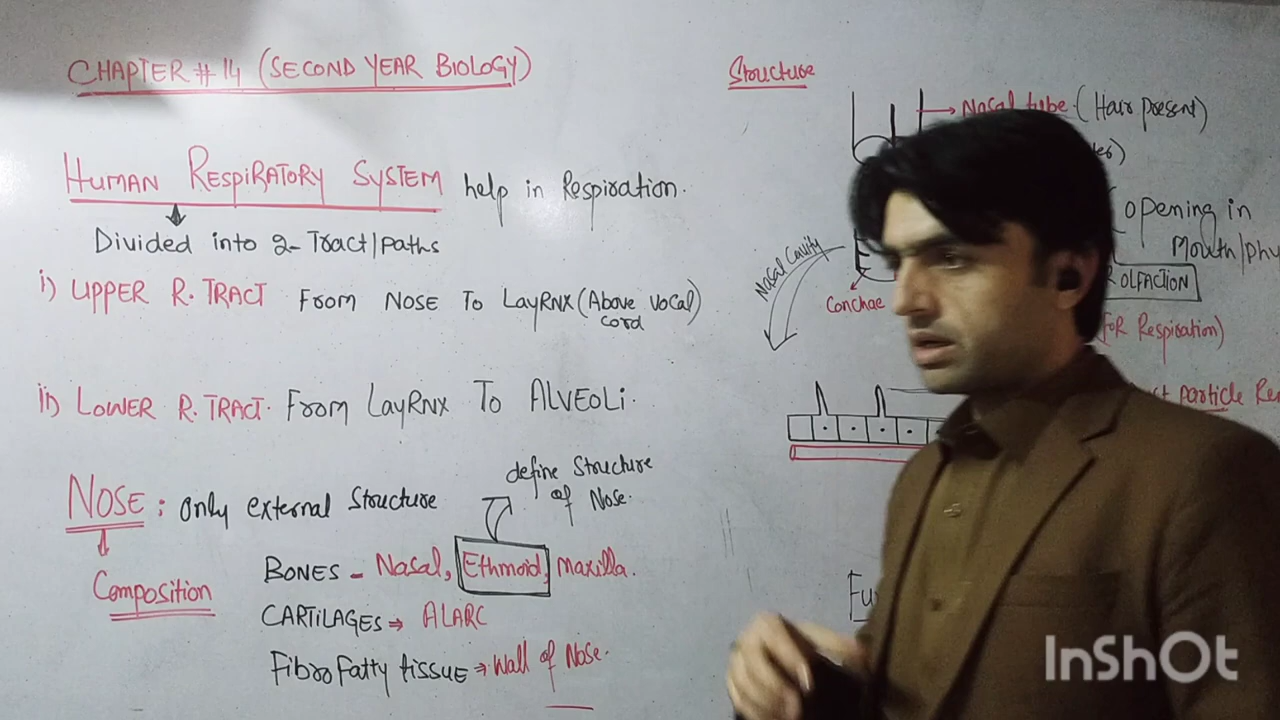 CHAPTER # 14 (SECOND YEAR BIOLOGY)
HUMAN RESPIRATORY SYSTEM help in Respiration.
Divided into 2- Tract/paths
i) UPPER R. TRACT FROM NOSE TO LayRNX (Above vocal cord)
ii) LOWER R. TRACT. FROM LayRNX TO ALVEOLI.
NOSE : only external Structure
define Structure of Nose.
Composition
BONES - Nasal, Ethmoid, Maxilla.
CARTILAGES ⇒ ALARC
Fibro Fatty tissue ⇒ Wall of Nose.
Structure
Nasal tube (Hair present)
opening in
Mouth/phy
Nasal Cavity
Conchae
OLFACTION
FOR Respiration)
particle
InShOt